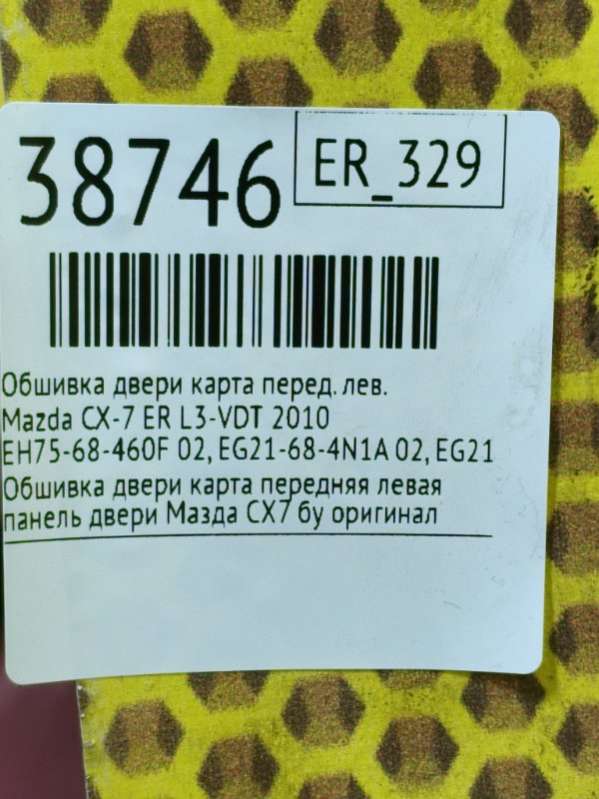 38746
ER_329
Обшивка двери карта перед. лев.
Mazda CX-7 ER L3-VDT 2010
EH75-68-460F 02, EG21-68-4N1A 02, EG21
Обшивка двери карта передняя левая
панель двери Мазда СХ7 бу оригинал